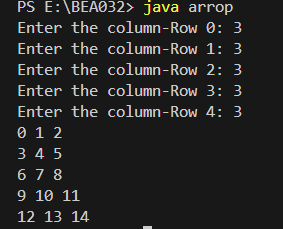 PS E:\BEA032> java arrop
Enter the column-Row 0: 3
Enter the column-Row 1: 3
Enter the column-Row 2: 3
Enter the column-Row 3: 3
Enter the column-Row 4: 3
0 1 2
3 4 5
6 7 8
9 10 11
12 13 14